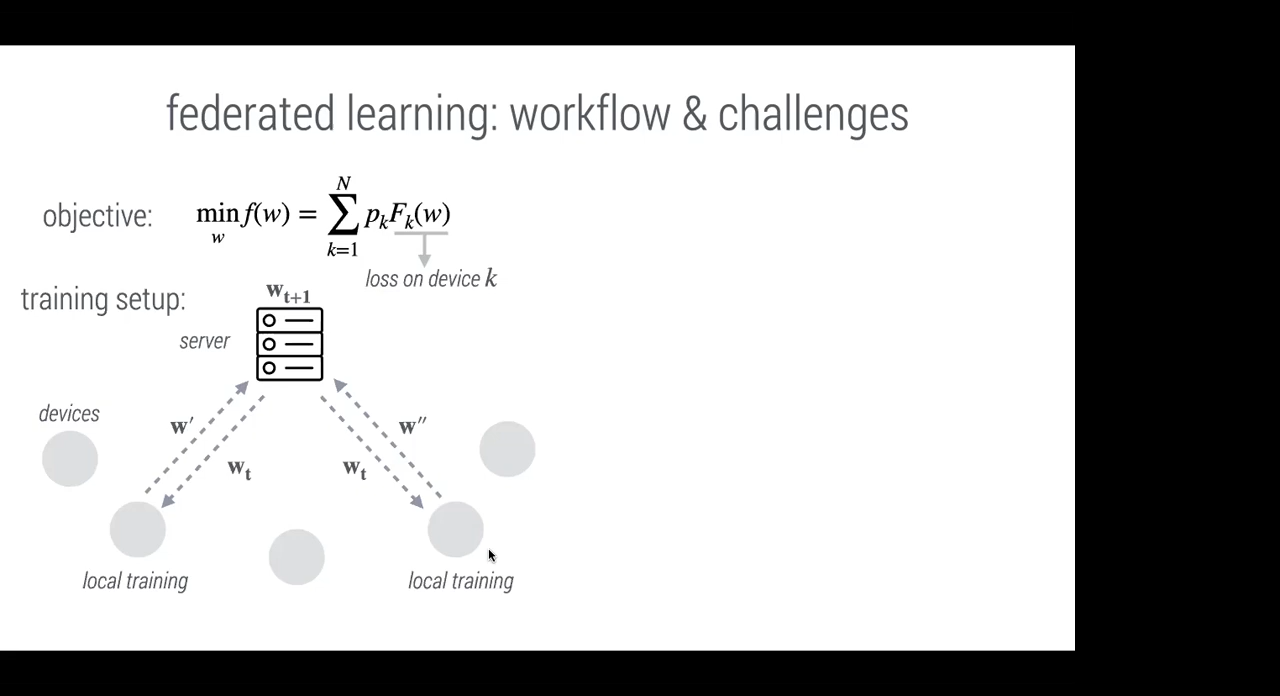 federated learning: workflow & challenges
objective: min_w f(w) = \sum_{k=1}^{N} p_k F_k(w)
loss on device k
training setup:
w_{t+1}
server
devices
w′
w″
w_t
w_t
local training
local training